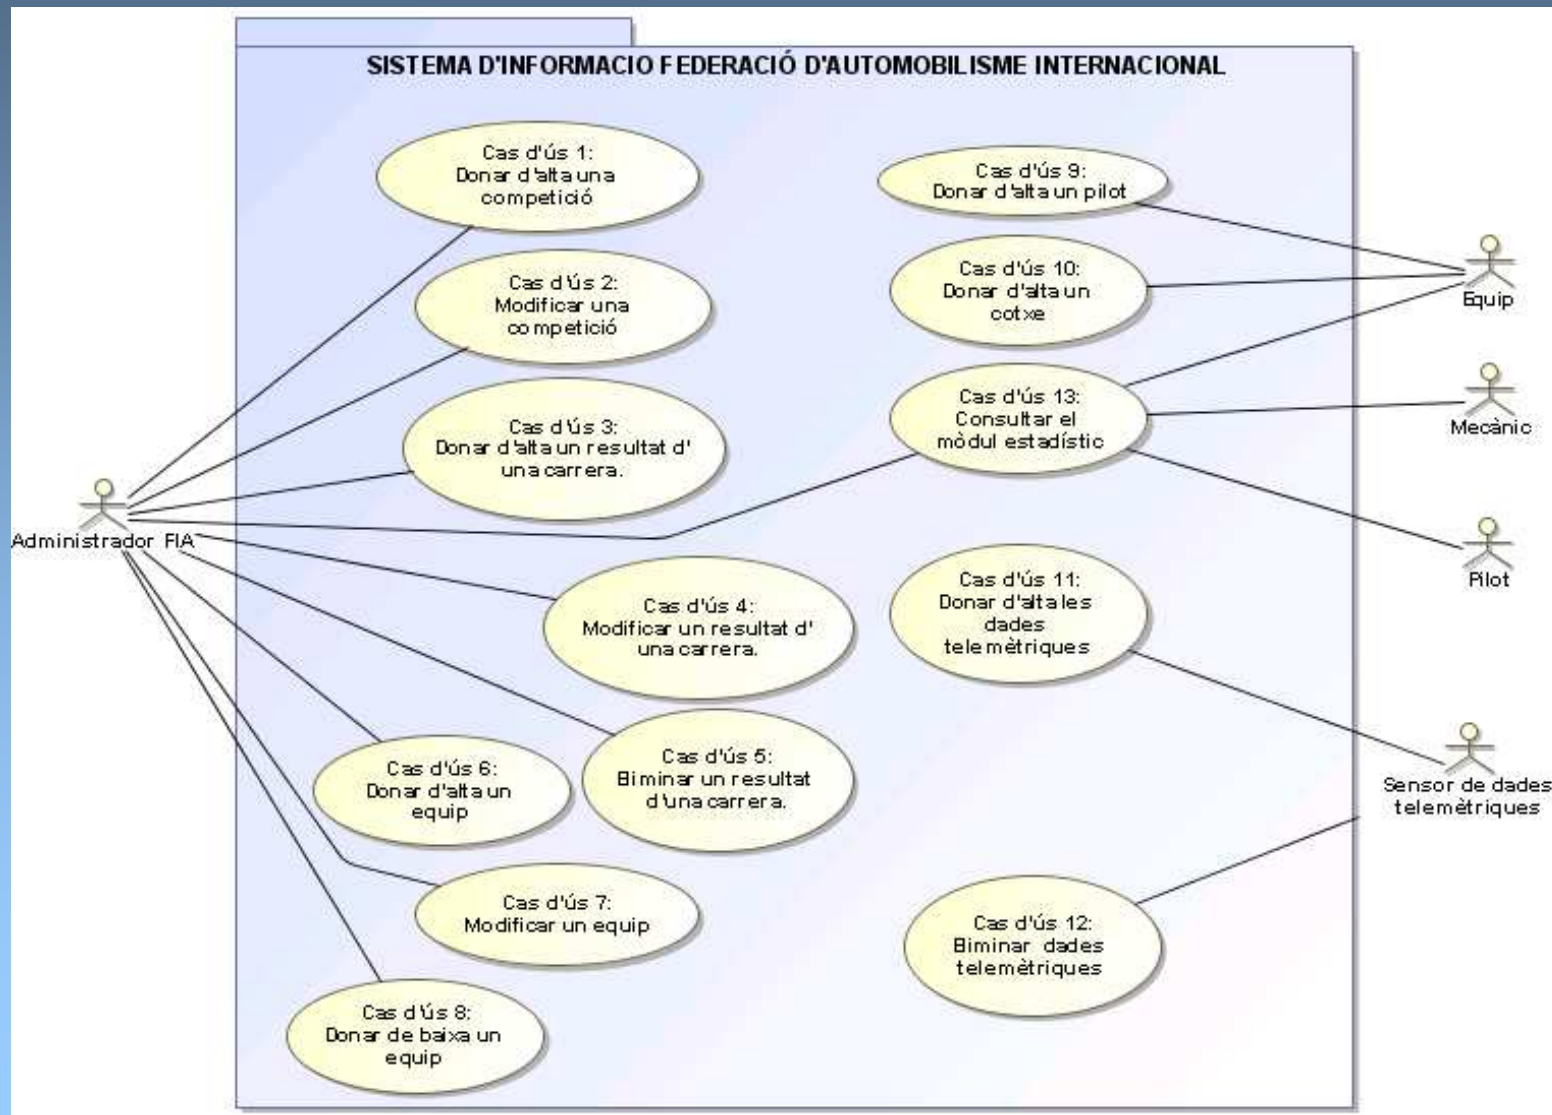 SISTEMA D'INFORMACIO FEDERACIÓ D'AUTOMOBILISME INTERNACIONAL
Cas d'ús 1:
Donar d'alta una
competició
Cas d'ús 2:
Modificar una
competició
Cas d'ús 3:
Donar d'alta un resultat d'
una carrera.
Administrador FIA
Cas d'ús 4:
Modificar un resultat d'
una carrera.
Cas d'ús 5:
Eliminar un resultat
d'una carrera.
Cas d'ús 6:
Donar d'alta un
equip
Cas d'ús 7:
Modificar un equip
Cas d'ús 8:
Donar de baixa un
equip
Cas d'ús 9:
Donar d'alta un pilot
Cas d'ús 10:
Donar d'alta un
cotxe
Cas d'ús 13:
Consultar el
mòdul estadístic
Cas d'ús 11:
Donar d'alta les
dades
telemètriques
Cas d'ús 12:
Eliminar dades
telemètriques
Equip
Mecànic
Pilot
Sensor de dades
telemètriques